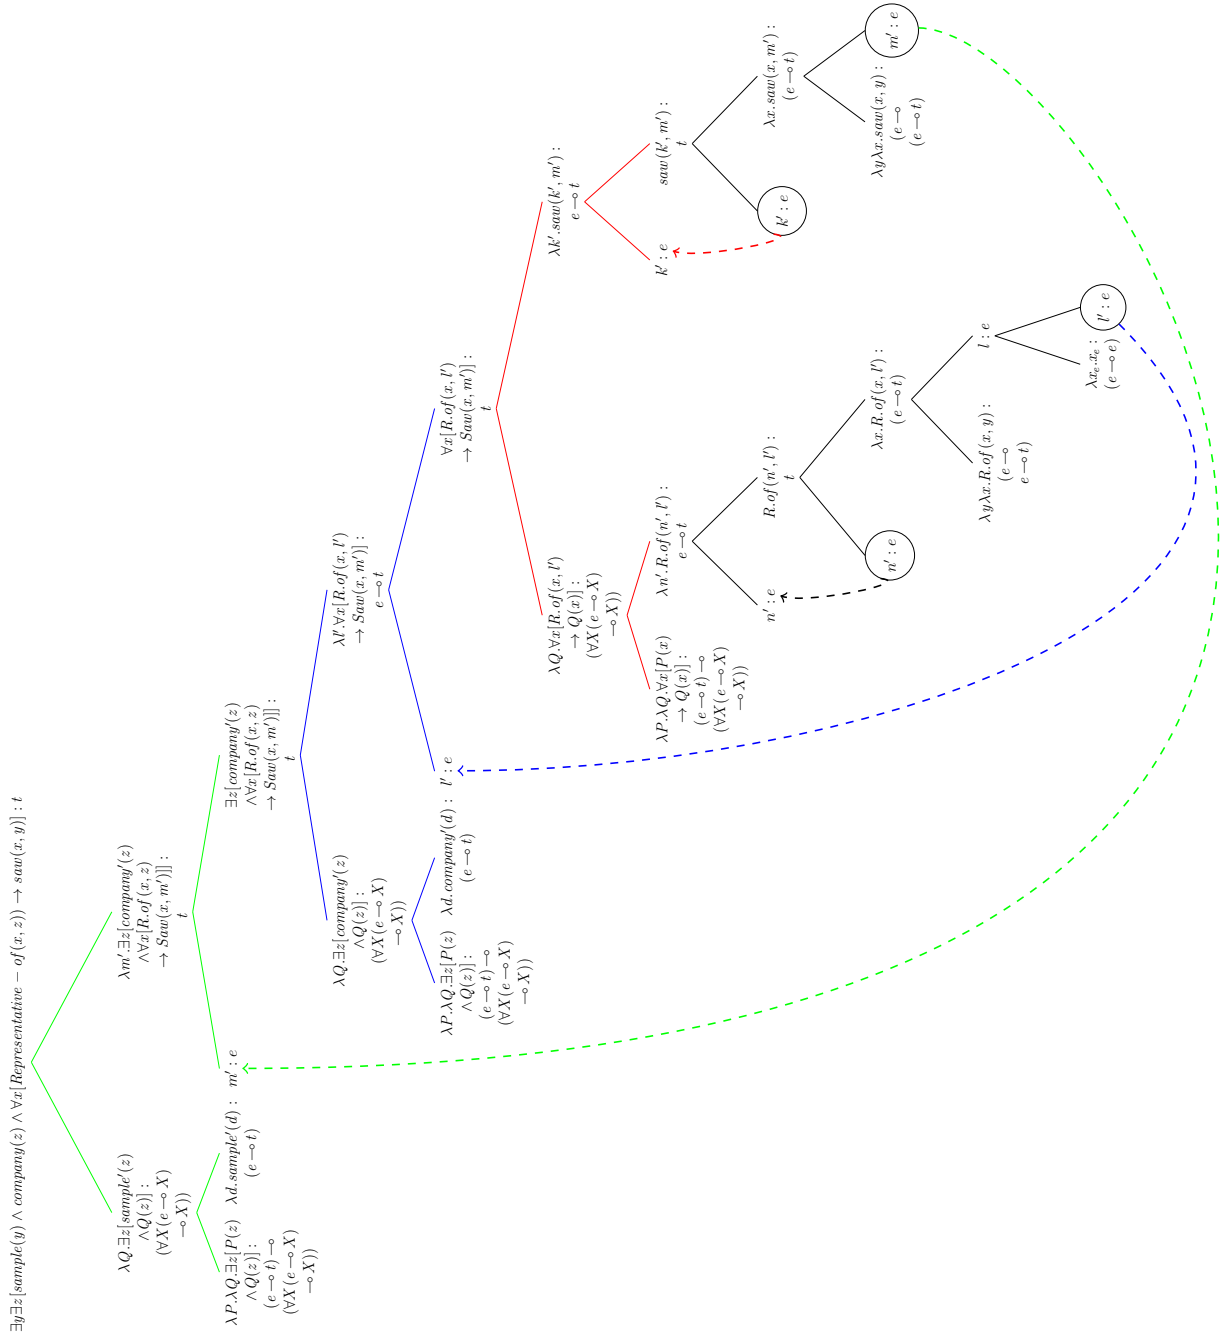 ∃y∃z[sample(y) ∧ company(z) ∧ ∀x[Representative − of(x, z)) → saw(x, y)] : t
λQ.∃z[sample′(z)
∧Q(z)] :
(∀X(e ⊸ X)
⊸ X))
λm′.∃z[company′(z)
∧∀x[R.of(x, z)
→ Saw(x, m′)]] :
t
λP.λQ.∃z[P(z)
∧Q(z)] :
(e ⊸ t) ⊸
(∀X(e ⊸ X)
⊸ X))
λd.sample′(d) :
(e ⊸ t)
m′ : e
∃z[company′(z)
∧∀x[R.of(x, z)
→ Saw(x, m′)]] :
t
λQ.∃z[company′(z)
∧Q(z)] :
(∀X(e ⊸ X)
⊸ X))
λl′.∀x[R.of(x, l′)
→ Saw(x, m′)] :
e ⊸ t
λP.λQ.∃z[P(z)
∧Q(z)] :
(e ⊸ t) ⊸
(∀X(e ⊸ X)
⊸ X))
λd.company′(d) :
(e ⊸ t)
l′ : e
∀x[R.of(x, l′)
→ Saw(x, m′)] :
t
λQ.∀x[R.of(x, l′)
→ Q(x)] :
(∀X(e ⊸ X)
⊸ X))
λk′.saw(k′, m′) :
e ⊸ t
λP.λQ.∀x[P(x)
→ Q(x)] :
(e ⊸ t) ⊸
(∀X(e ⊸ X)
⊸ X))
λn′.R.of(n′, l′) :
e ⊸ t
k′ : e
saw(k′, m′) :
t
n′ : e
R.of(n′, l′) :
t
k′ : e
λx.saw(x, m′) :
(e ⊸ t)
n′ : e
λx.R.of(x, l′) :
(e ⊸ t)
λyλx.saw(x, y) :
(e ⊸
(e ⊸ t)
m′ : e
λyλx.R.of(x, y) :
(e ⊸
e ⊸ t)
l : e
λxₑ.xₑ :
(e ⊸ e)
l′ : e